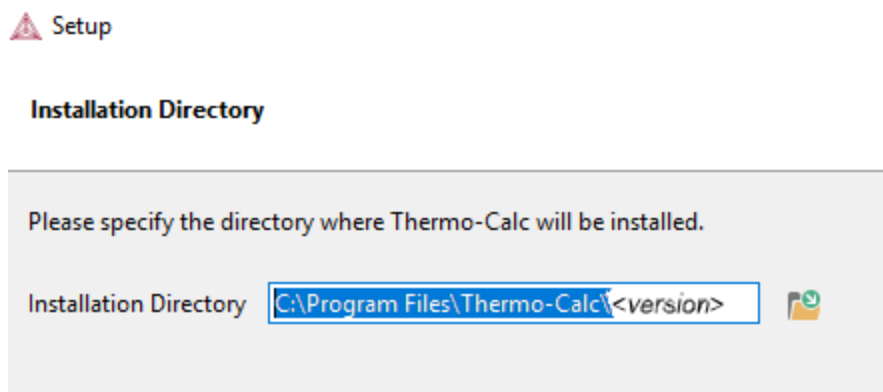 Setup
Installation Directory
Please specify the directory where Thermo-Calc will be installed.
Installation Directory C:\Program Files\Thermo-Calc\<version>